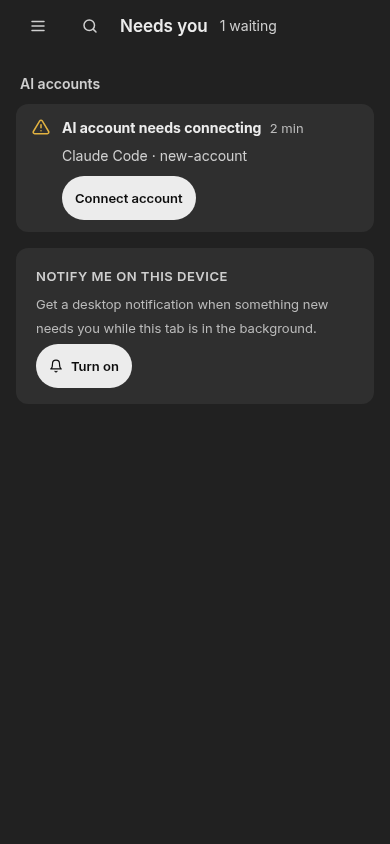 Needs you 1 waiting
AI accounts
AI account needs connecting 2 min
Claude Code · new-account
Connect account
NOTIFY ME ON THIS DEVICE
Get a desktop notification when something new
needs you while this tab is in the background.
Turn on